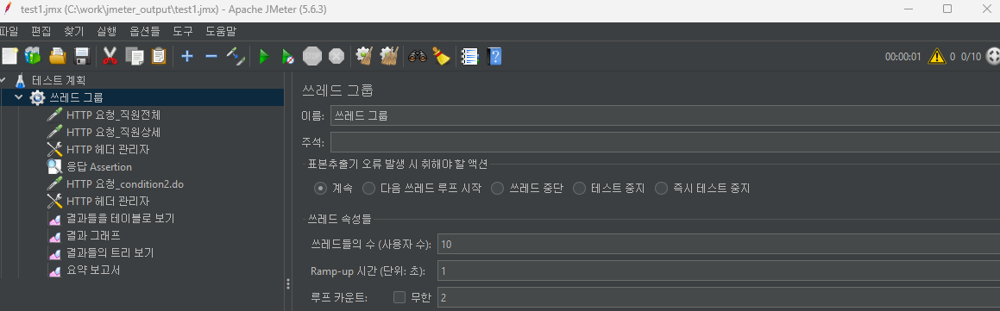 test1.jmx (C:\work\jmeter_output\test1.jmx) - Apache JMeter (5.6.3)
파일 편집 찾기 실행 옵션들 도구 도움말
00:00:01 0 0/10
테스트 계획
쓰레드 그룹
HTTP 요청_직원전체
HTTP 요청_직원상세
HTTP 헤더 관리자
응답 Assertion
HTTP 요청_condition2.do
HTTP 헤더 관리자
결과들을 테이블로 보기
결과 그래프
결과들의 트리 보기
요약 보고서
쓰레드 그룹
이름: 쓰레드 그룹
주석:
표본추출기 오류 발생 시 취해야 할 액션
계속 다음 쓰레드 루프 시작 쓰레드 중단 테스트 중지 즉시 테스트 중지
쓰레드 속성들
쓰레드들의 수 (사용자 수): 10
Ramp-up 시간 (단위: 초): 1
루프 카운트: 무한 2